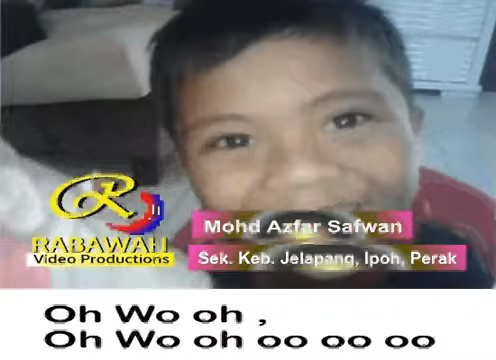 R
RABAWAH
Video Productions
Mohd Azfar Safwan
Sek. Keb. Jelapang, Ipoh, Perak
Oh Wo oh ,
Oh Wo oh oo oo oo